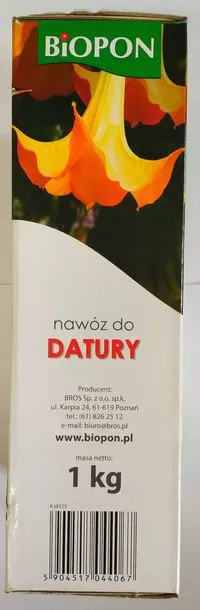 BIOPON
nawóz do
DATURY
Producent:
BROS Sp. z o.o. sp.k.
ul. Karpia 24, 61-619 Poznań
tel.: (61) 826 25 12
e-mail: biuro@bros.pl
www.biopon.pl
masa netto:
1 kg
5 904517 044067